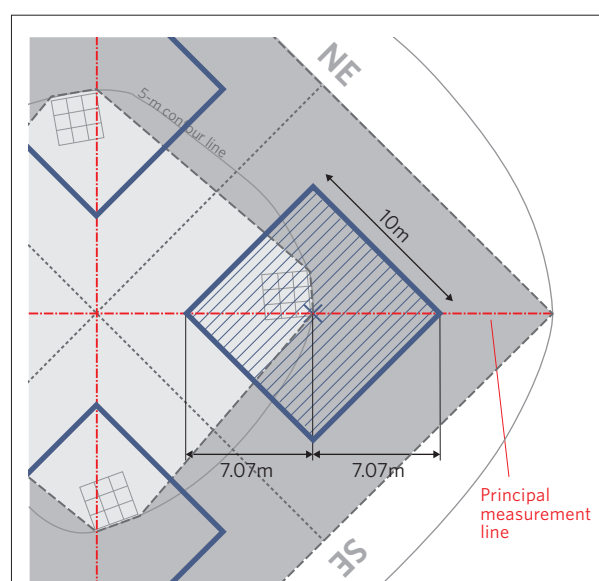 NE
5-m contour line
10m
7.07m
7.07m
Principal
measurement
line
SE